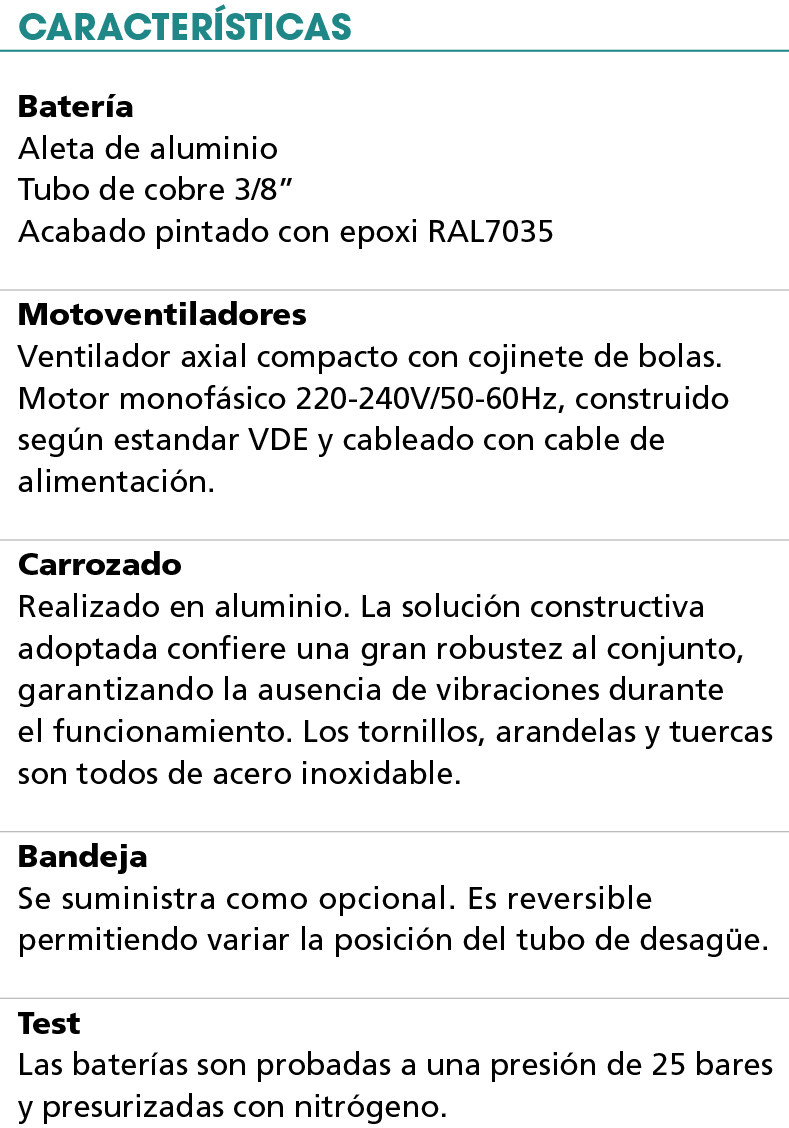 CARACTERÍSTICAS
Batería
Aleta de aluminio
Tubo de cobre 3/8”
Acabado pintado con epoxi RAL7035
Motoventiladores
Ventilador axial compacto con cojinete de bolas.
Motor monofásico 220-240V/50-60Hz, construido
según estandar VDE y cableado con cable de
alimentación.
Carrozado
Realizado en aluminio. La solución constructiva
adoptada confiere una gran robustez al conjunto,
garantizando la ausencia de vibraciones durante
el funcionamiento. Los tornillos, arandelas y tuercas
son todos de acero inoxidable.
Bandeja
Se suministra como opcional. Es reversible
permitiendo variar la posición del tubo de desagüe.
Test
Las baterías son probadas a una presión de 25 bares
y presurizadas con nitrógeno.